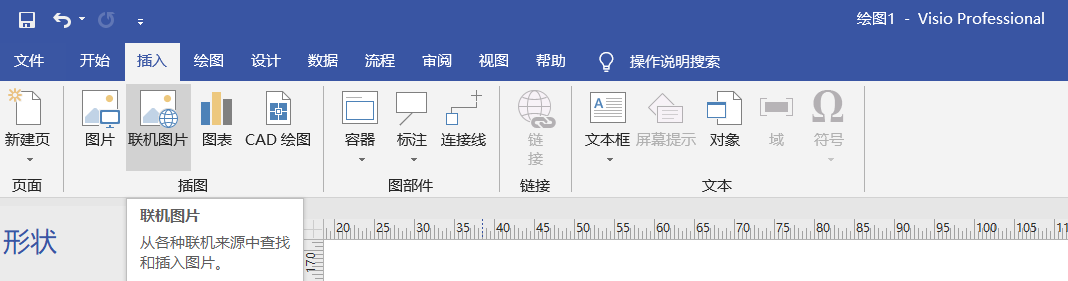 绘图1 - Visio Professional
文件 开始 插入 绘图 设计 数据 流程 审阅 视图 帮助 操作说明搜索
新建页 图片 联机图片 图表 CAD 绘图 容器 标注 连接线 链接 文本框 屏幕提示 对象 域 符号
页面 插图 图部件 链接 文本
联机图片
从各种联机来源中查找
和插入图片。
形状
20 25 30 35 40 45 50 55 60 65 70 75 80 85 90 95 100 105 11
170